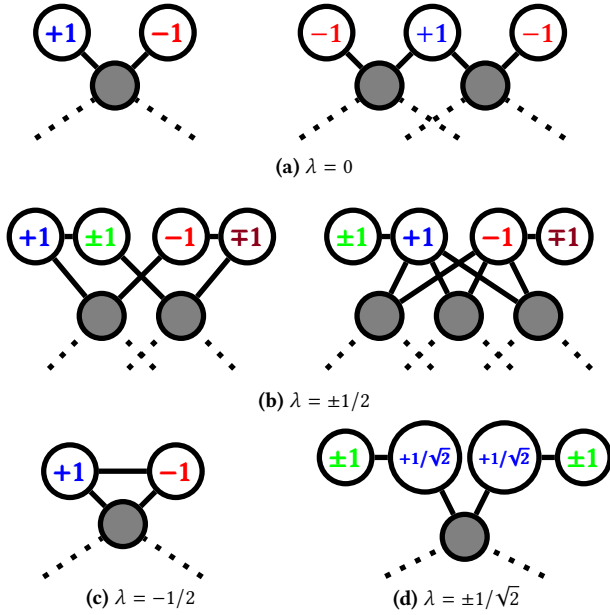 +1 −1 −1 +1 −1
(a) λ = 0
+1 ±1 −1 ∓1 ±1 +1 −1 ∓1
(b) λ = ±1/2
+1 −1 ±1 +1/√2 +1/√2 ±1
(c) λ = −1/2 (d) λ = ±1/√2